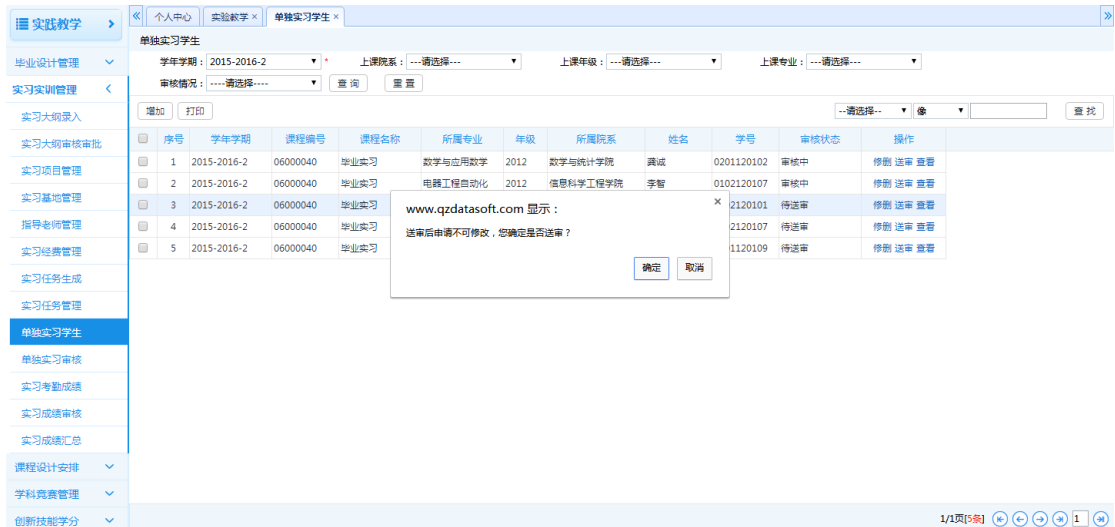 实践教学
个人中心 实验教学 × 单独实习学生 ×
单独实习学生
毕业设计管理
实习实训管理
实习大纲录入
实习大纲审核审批
实习项目管理
实习基地管理
指导老师管理
实习经费管理
实习任务生成
实习任务管理
单独实习学生
单独实习审核
实习考勤成绩
实习成绩审核
实习成绩汇总
课程设计安排
学科竞赛管理
创新技能学分
学年学期：2015-2016-2 * 上课院系：---请选择--- 上课年级：---请选择--- 上课专业：---请选择---
审核情况：----请选择---- 查询 重置
增加 打印 --请选择-- 像 查找
序号 学年学期 课程编号 课程名称 所属专业 年级 所属院系 姓名 学号 审核状态 操作
1 2015-2016-2 06000040 毕业实习 数学与应用数学 2012 数学与统计学院 龚诚 0201120102 审核中 修删 送审 查看
2 2015-2016-2 06000040 毕业实习 电器工程自动化 2012 信息科学工程学院 李智 0102120107 审核中 修删 送审 查看
3 2015-2016-2 06000040 毕业实习 2120101 待送审 修删 送审 查看
4 2015-2016-2 06000040 毕业实习 2120107 待送审 修删 送审 查看
5 2015-2016-2 06000040 毕业实习 1120109 待送审 修删 送审 查看
www.qzdatasoft.com 显示： ×
送审后申请不可修改，您确定是否送审？
确定 取消
1/1页[5条] 1